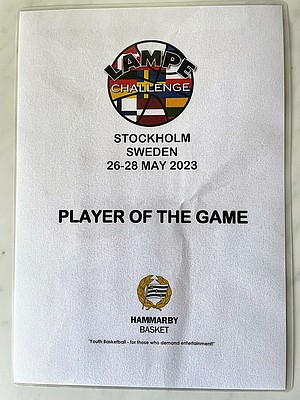 LAMPE
CHALLENGE
STOCKHOLM
SWEDEN
26-28 MAY 2023
PLAYER OF THE GAME
HAMMARBY
BASKET
"Youth Basketball - for those who demand entertainment!"